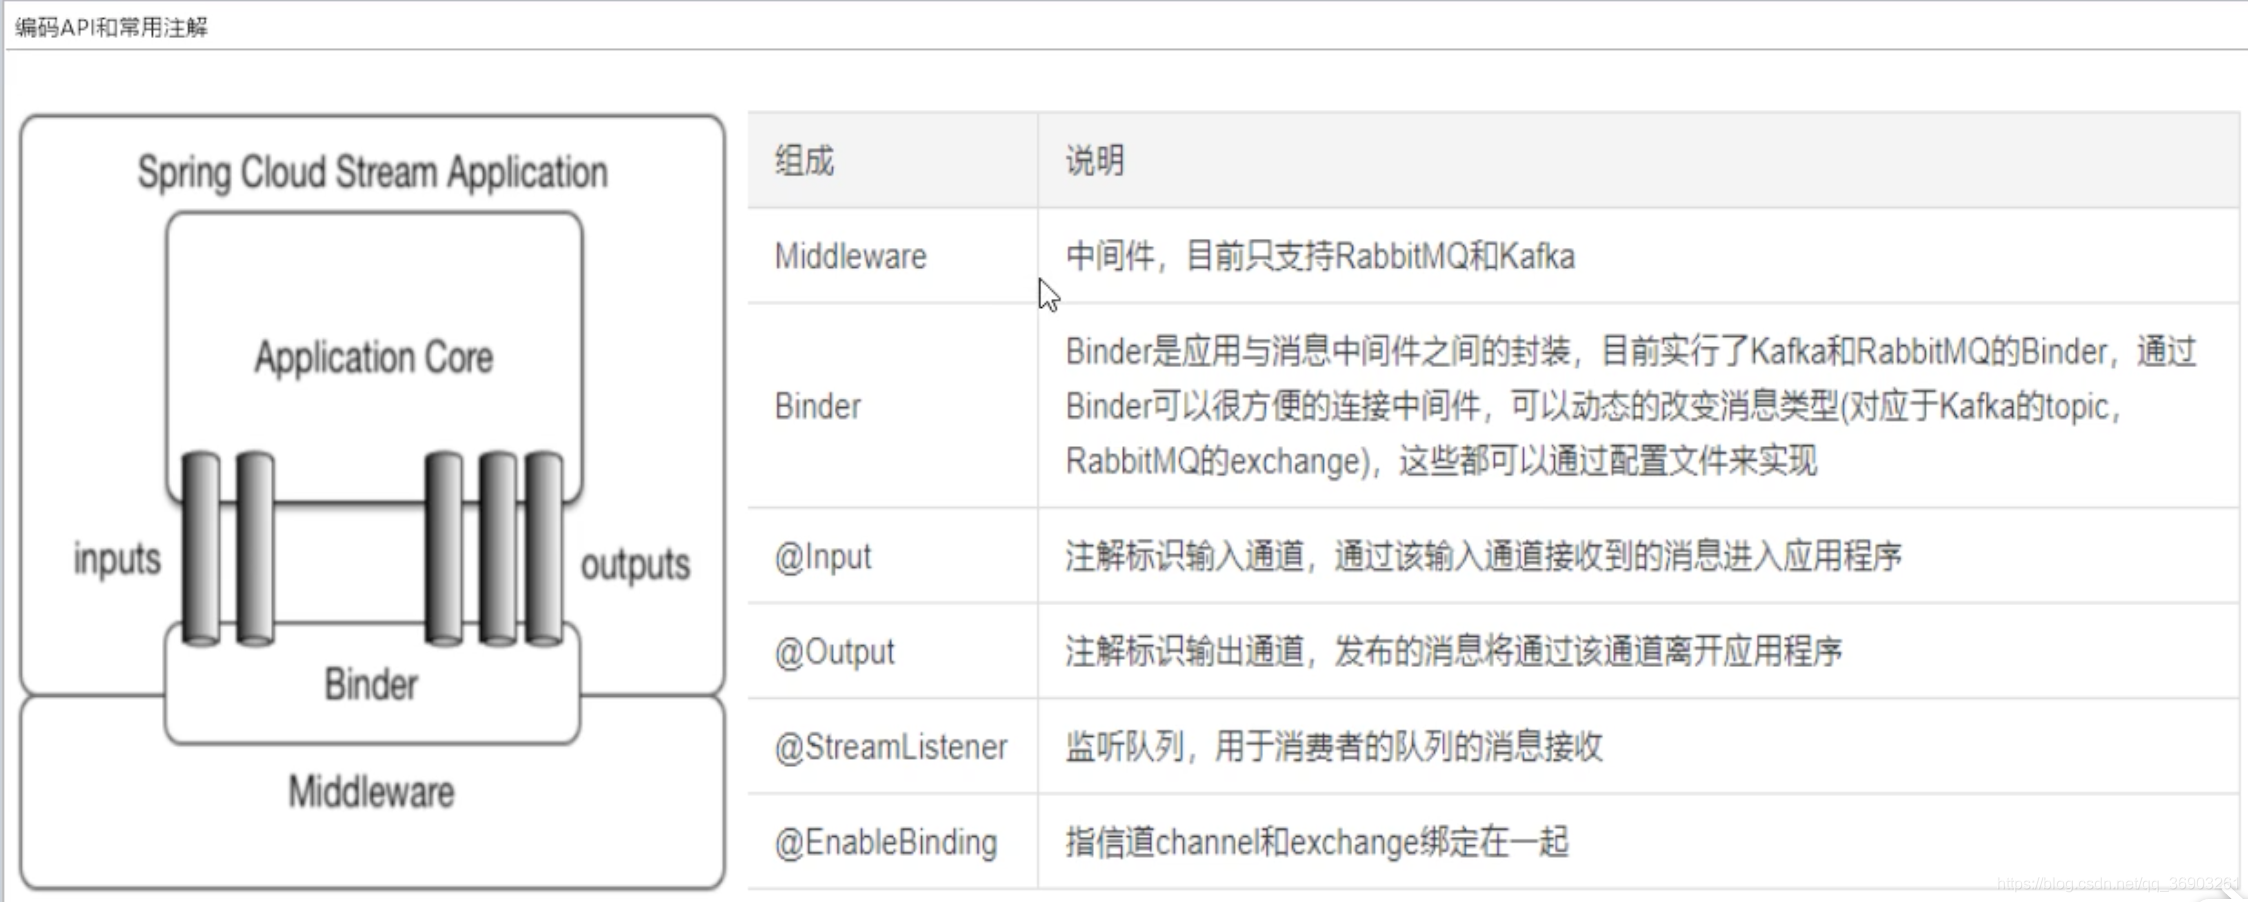 编码API和常用注解
Spring Cloud Stream Application
Application Core
inputs
outputs
Binder
Middleware
组成 说明
Middleware 中间件，目前只支持RabbitMQ和Kafka
Binder Binder是应用与消息中间件之间的封装，目前实行了Kafka和RabbitMQ的Binder，通过
Binder可以很方便的连接中间件，可以动态的改变消息类型(对应于Kafka的topic，
RabbitMQ的exchange)，这些都可以通过配置文件来实现
@Input 注解标识输入通道，通过该输入通道接收到的消息进入应用程序
@Output 注解标识输出通道，发布的消息将通过该通道离开应用程序
@StreamListener 监听队列，用于消费者的队列的消息接收
@EnableBinding 指信道channel和exchange绑定在一起
https://blog.csdn.net/qq_36903261